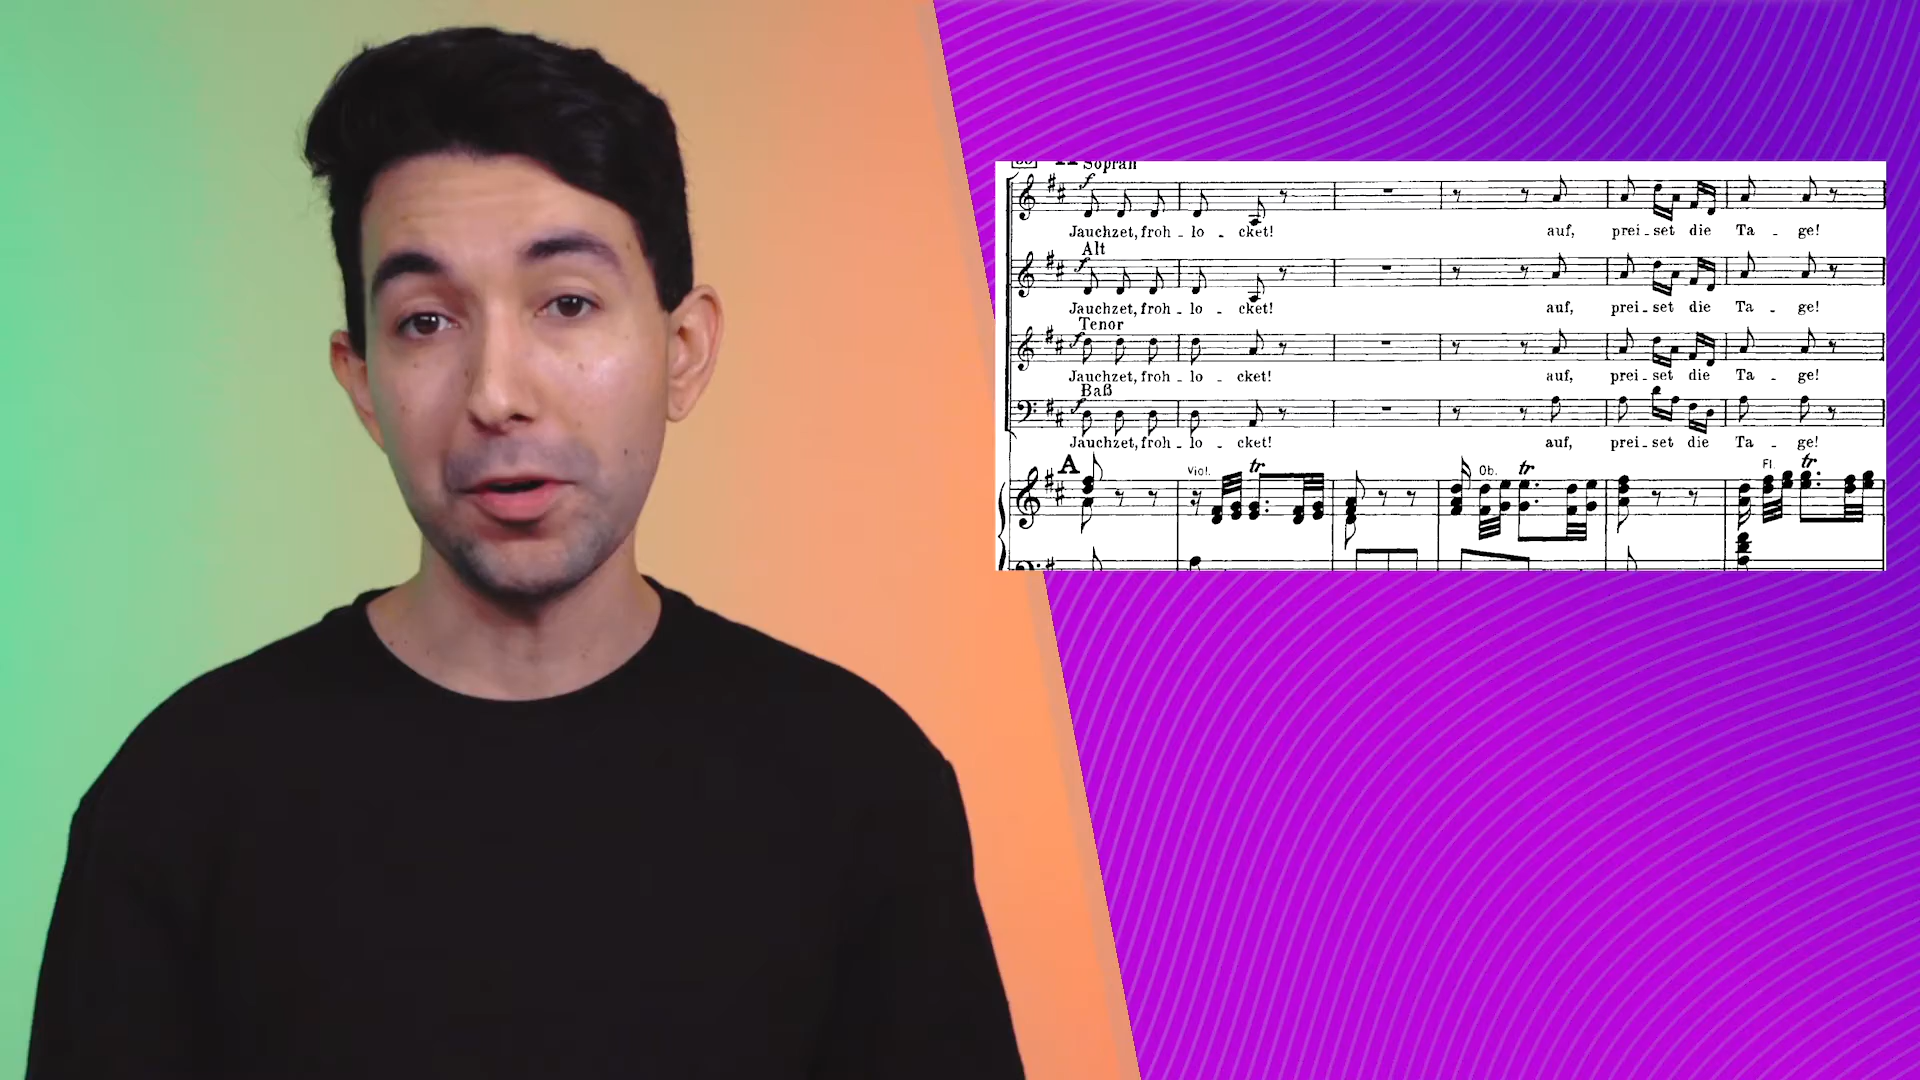 Sopran
Jauchzet, froh - lo - cket! auf, prei - set die Ta - ge!
Alt
Jauchzet, froh - lo - cket! auf, prei - set die Ta - ge!
Tenor
Jauchzet, froh - lo - cket! auf, prei - set die Ta - ge!
Baß
Jauchzet, froh - lo - cket! auf, prei - set die Ta - ge!
A Viol. tr Ob. tr Fl. tr